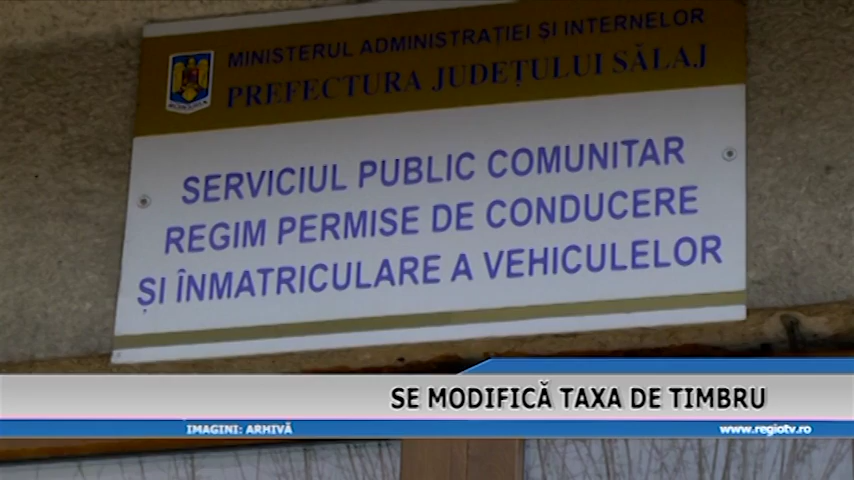 MINISTERUL ADMINISTRAȚIEI ȘI INTERNELOR
PREFECTURA JUDEȚULUI SĂLAJ
SERVICIUL PUBLIC COMUNITAR
REGIM PERMISE DE CONDUCERE
ȘI ÎNMATRICULARE A VEHICULELOR
SE MODIFICĂ TAXA DE TIMBRU
IMAGINI: ARHIVĂ
www.regiotv.ro